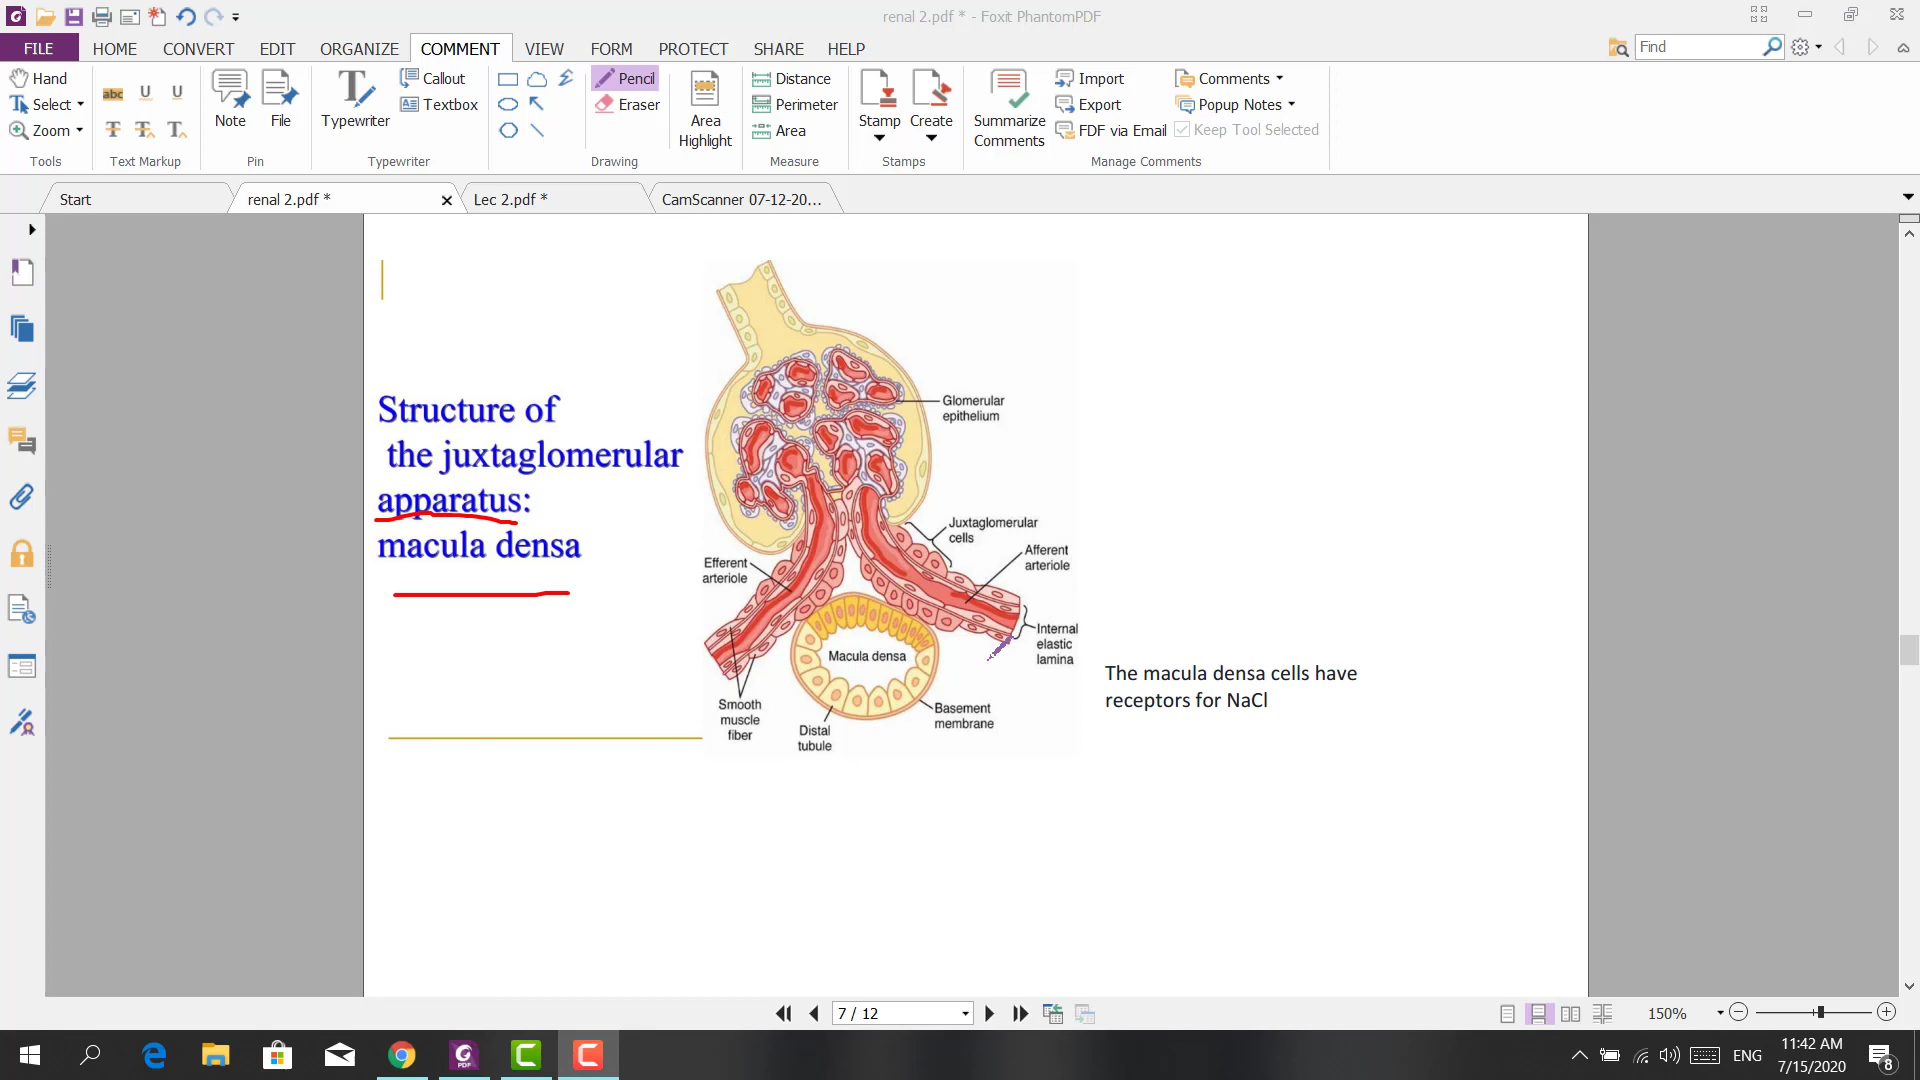 renal 2.pdf * - Foxit PhantomPDF
FILE HOME CONVERT EDIT ORGANIZE COMMENT VIEW FORM PROTECT SHARE HELP Find
Hand
Select
Zoom
Tools
abc U U
T T T
Text Markup
Note
File
Pin
Typewriter
Callout
Textbox
Typewriter
Pencil
Eraser
Drawing
Area
Highlight
Distance
Perimeter
Area
Measure
Stamp
Create
Stamps
Summarize
Comments
Import
Export
FDF via Email
Comments
Popup Notes
Keep Tool Selected
Manage Comments
Start
renal 2.pdf *
Lec 2.pdf *
CamScanner 07-12-20...
Structure of
the juxtaglomerular
apparatus:
macula densa
Glomerular
epithelium
Juxtaglomerular
cells
Afferent
arteriole
Efferent
arteriole
Internal
elastic
lamina
Macula densa
Smooth
muscle
fiber
Distal
tubule
Basement
membrane
The macula densa cells have
receptors for NaCl
7 / 12
150%
PDF
ENG
11:42 AM
7/15/2020
8